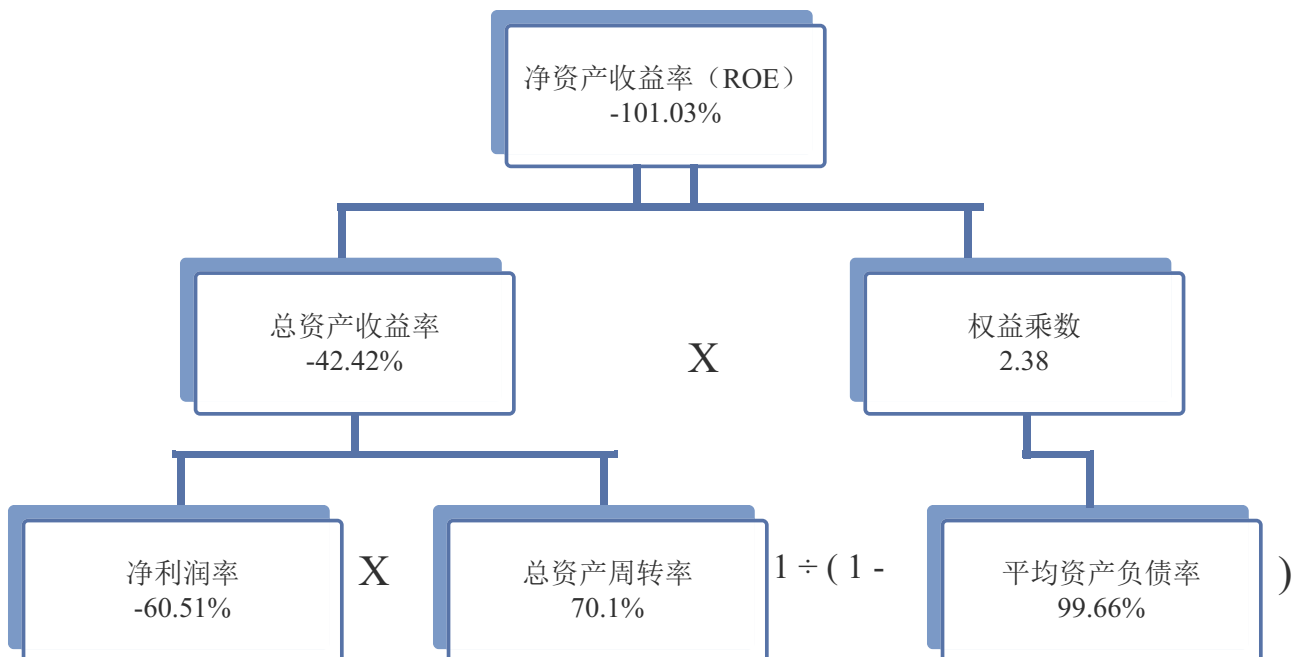 净资产收益率（ROE）
-101.03%
总资产收益率
-42.42%
X
权益乘数
2.38
净利润率
-60.51%
X
总资产周转率
70.1%
1 ÷ ( 1 -
平均资产负债率
99.66%
)